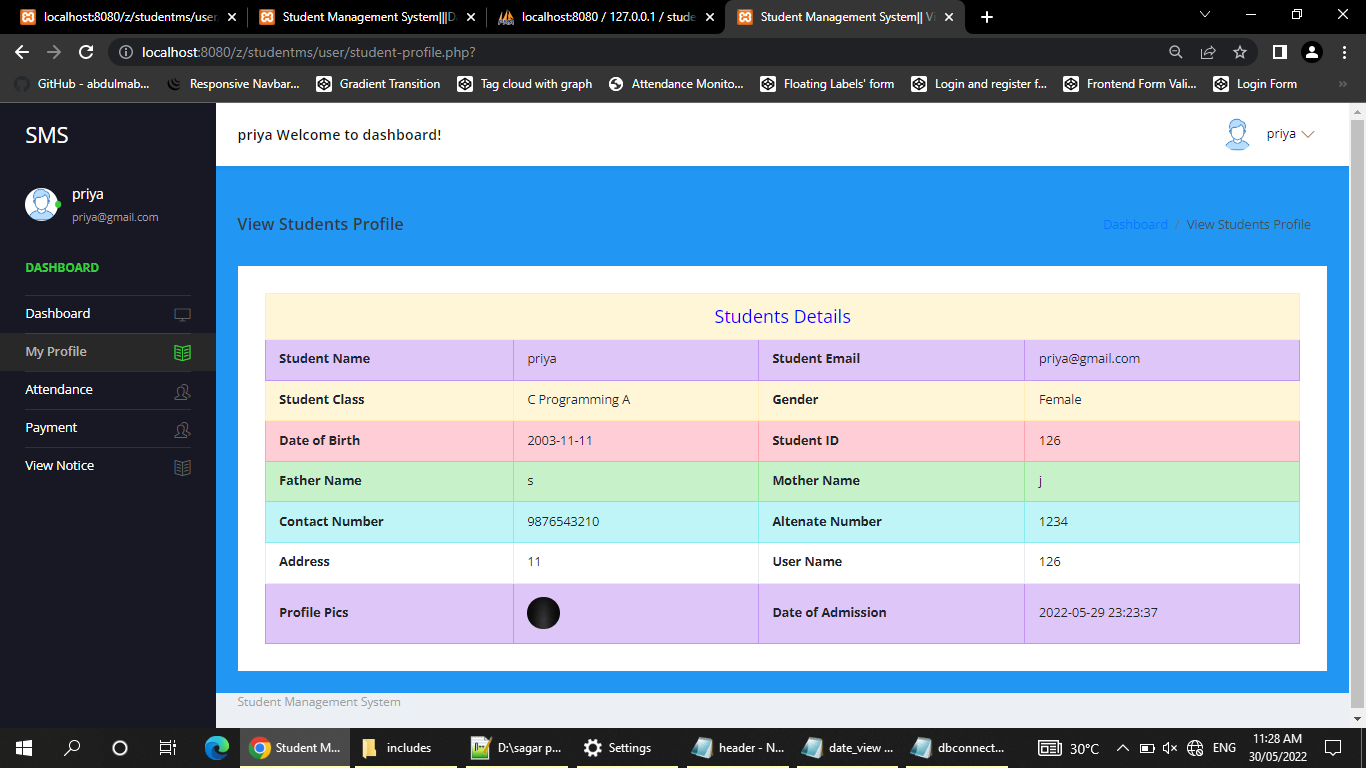 localhost:8080/z/studentms/user
Student Management System|||Da
localhost:8080 / 127.0.0.1 / stude
Student Management System|| Vi
localhost:8080/z/studentms/user/student-profile.php?
GitHub - abdulmab...
Responsive Navbar...
Gradient Transition
Tag cloud with graph
Attendance Monito...
Floating Labels' form
Login and register f...
Frontend Form Vali...
Login Form
SMS
priya Welcome to dashboard!
priya
priya
priya@gmail.com
View Students Profile
Dashboard / View Students Profile
DASHBOARD
Dashboard
My Profile
Attendance
Payment
View Notice
Students Details
Student Name priya Student Email priya@gmail.com
Student Class C Programming A Gender Female
Date of Birth 2003-11-11 Student ID 126
Father Name s Mother Name j
Contact Number 9876543210 Altenate Number 1234
Address 11 User Name 126
Profile Pics Date of Admission 2022-05-29 23:23:37
Student Management System
Student M...
includes
D:\sagar p...
Settings
header - N...
date_view ...
dbconnect...
30°C
ENG
11:28 AM
30/05/2022